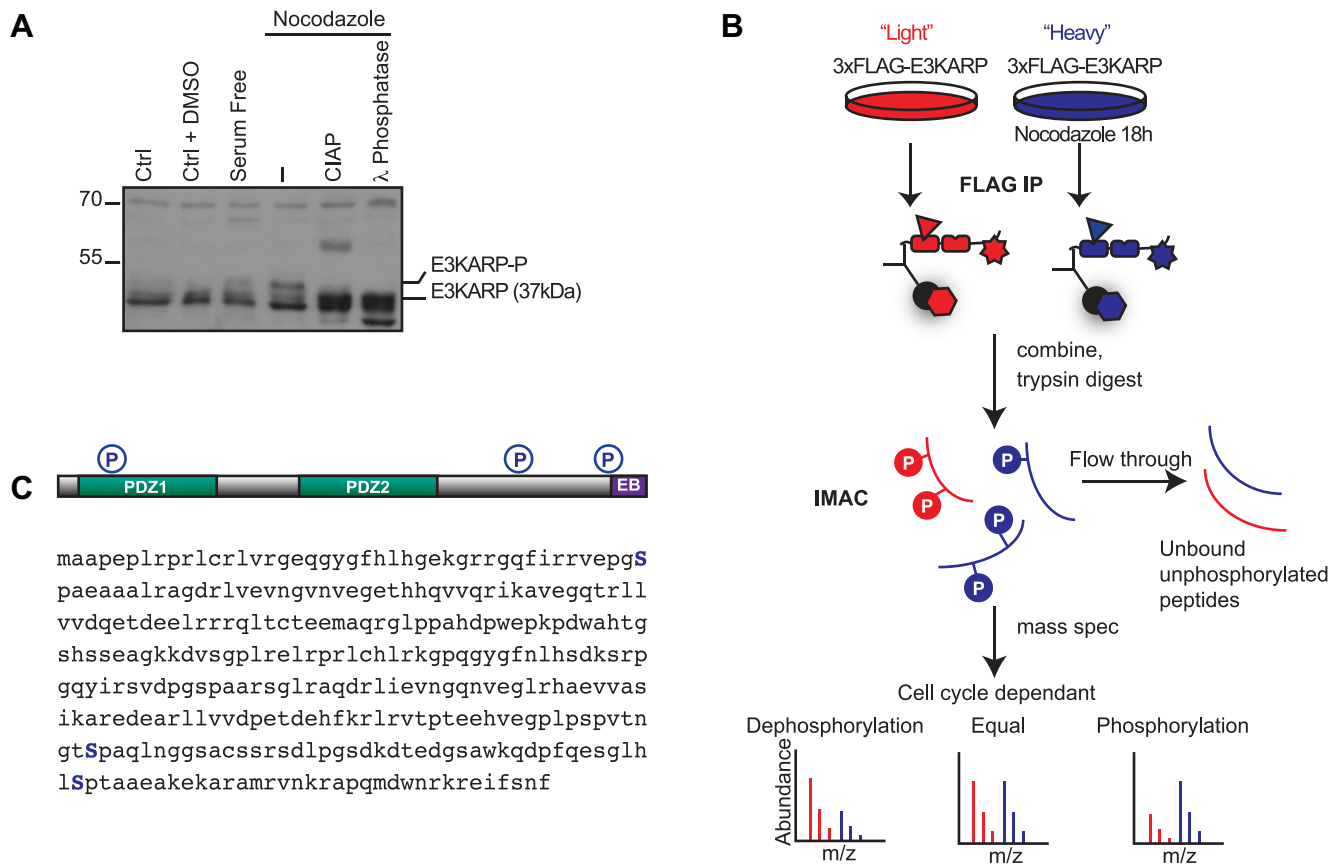 A
Nocodazole
Ctrl
Ctrl + DMSO
Serum Free
–
CIAP
λ Phosphatase
70
55
E3KARP-P
E3KARP (37kDa)
B
“Light”
“Heavy”
3xFLAG-E3KARP
3xFLAG-E3KARP
Nocodazole 18h
FLAG IP
combine,
trypsin digest
P
P
P
P
P
IMAC
Flow through
Unbound
unphosphorylated
peptides
mass spec
Cell cycle dependant
Dephosphorylation
Equal
Phosphorylation
Abundance
m/z
m/z
m/z
C
P
P
P
PDZ1
PDZ2
EB
maapeplrprlcrlvrgeqgygfhlhgekgrrgqfirrvepgS
paeaaalragdrlvevngvnvegethhqvvqrikavegqtrll
vvdqetdeelrrrqltcteemaqrglppahdpwepkpdwahtg
shsseagkkdvsgplrelrprlchlrkgpqgygfnlhsdksrp
gqyirsvdpgspaarsglraqdrlievngqnveglrhaevvas
ikaredearllvvdpetdehfkrlrvtpteehvegplpspvtn
gtSpaqlnggsacssrsdlpgsdkdtedgsawkqdpfqesglh
lSptaaeakekaramrvnkrapqmdwnrkreifsnf